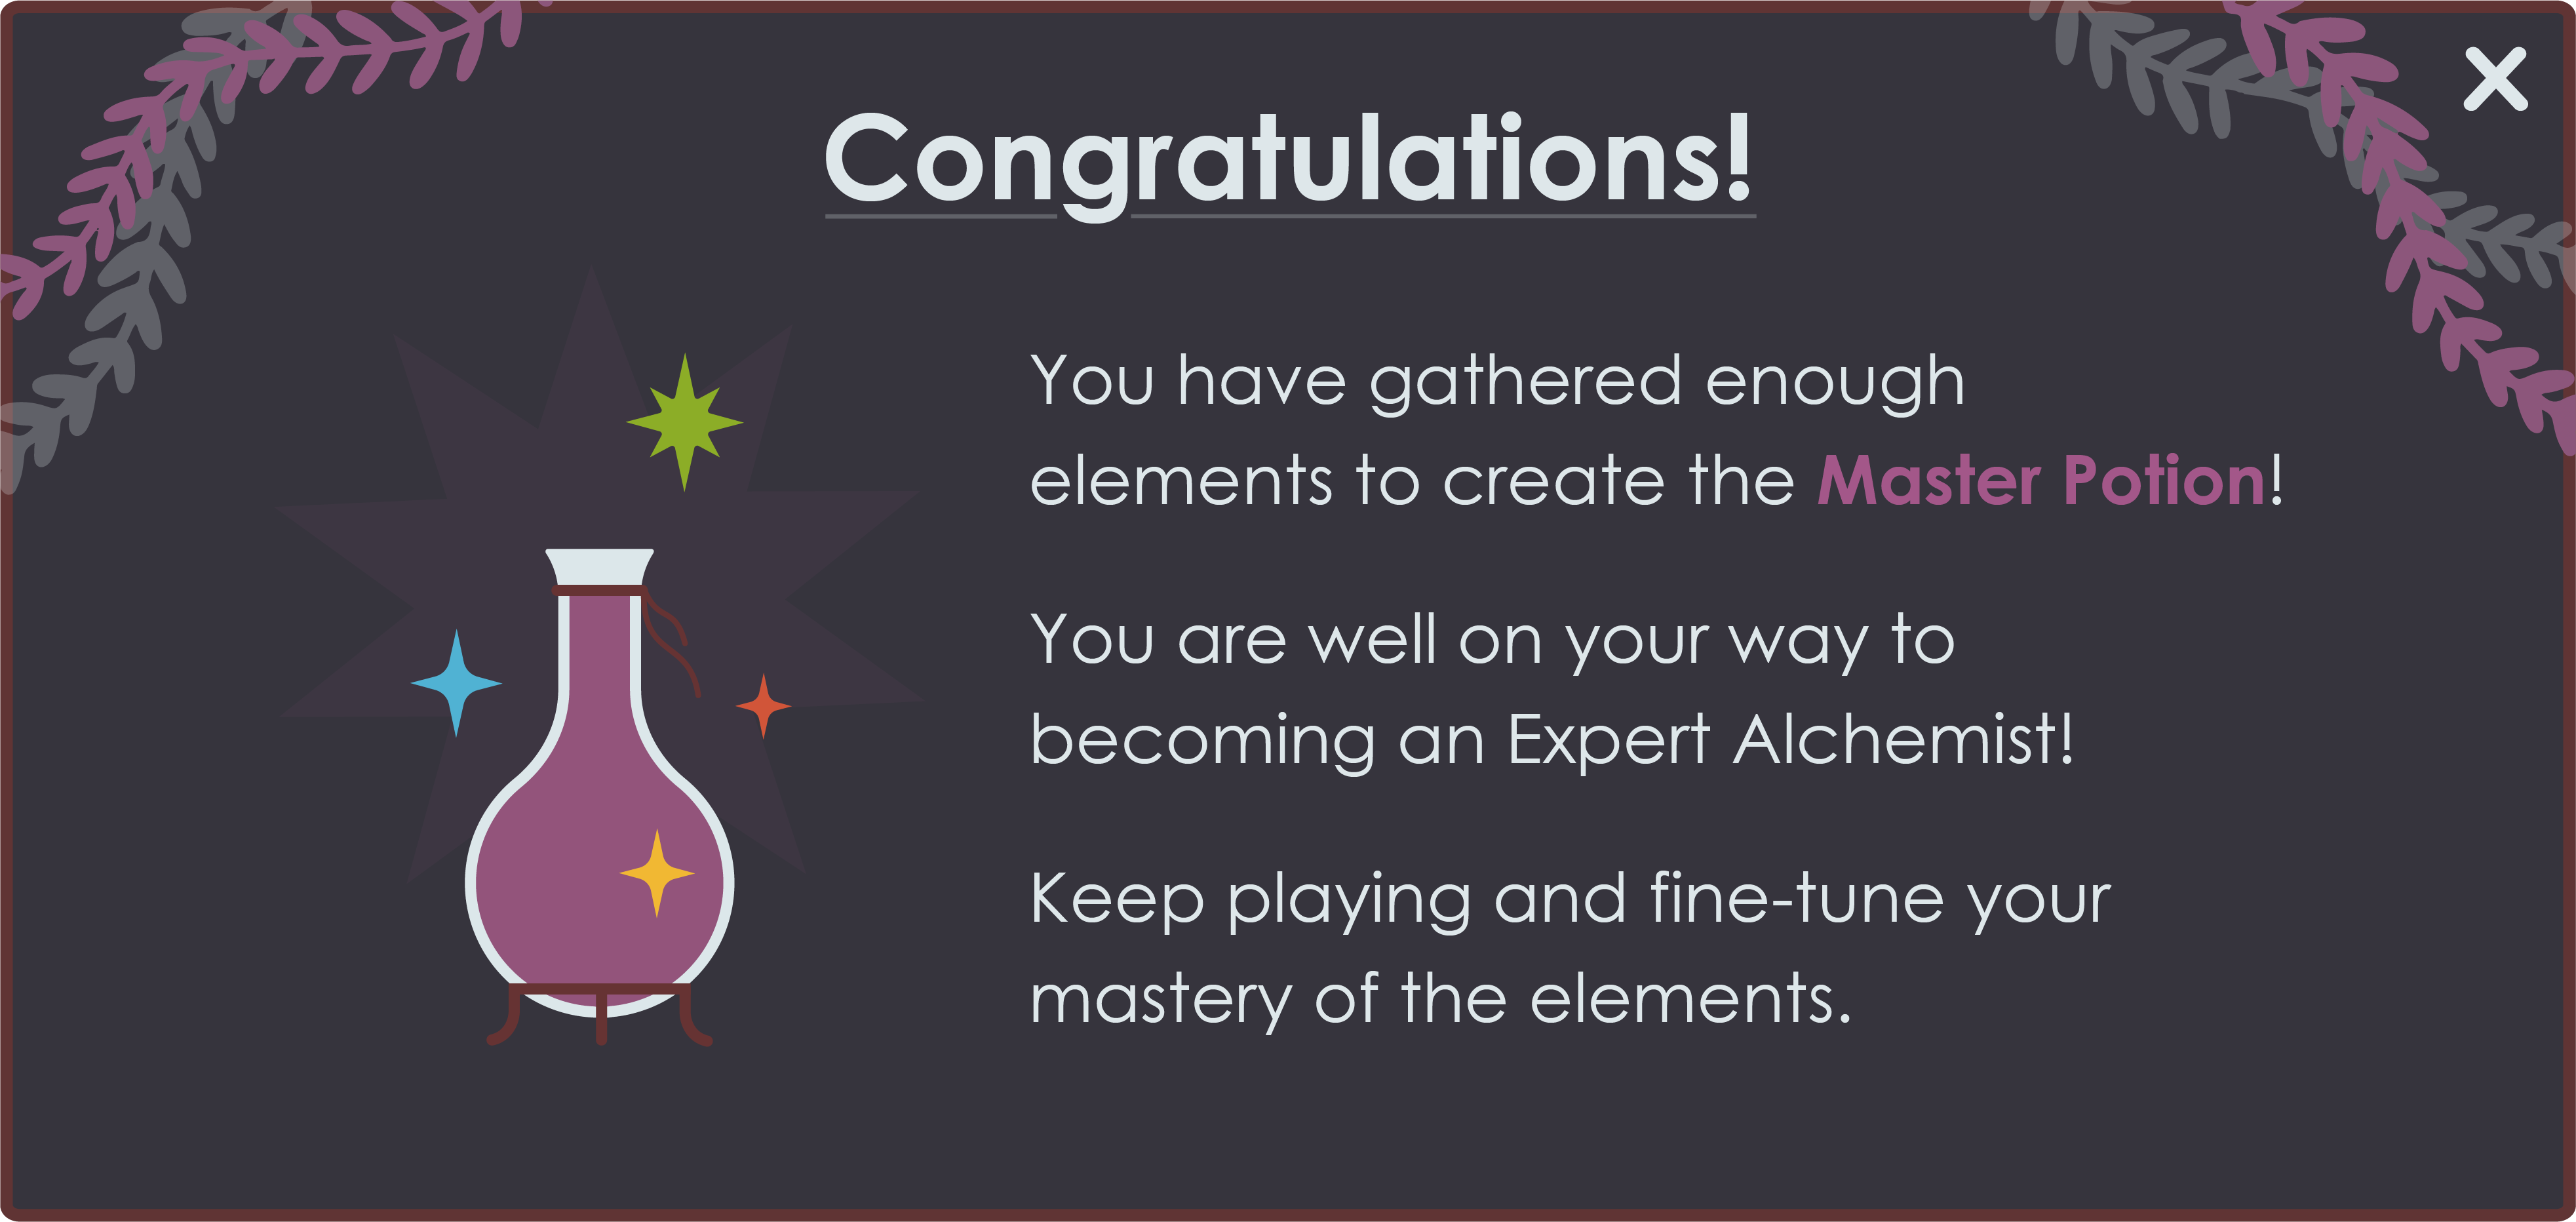 Congratulations!
You have gathered enough
elements to create the Master Potion!
You are well on your way to
becoming an Expert Alchemist!
Keep playing and fine-tune your
mastery of the elements.